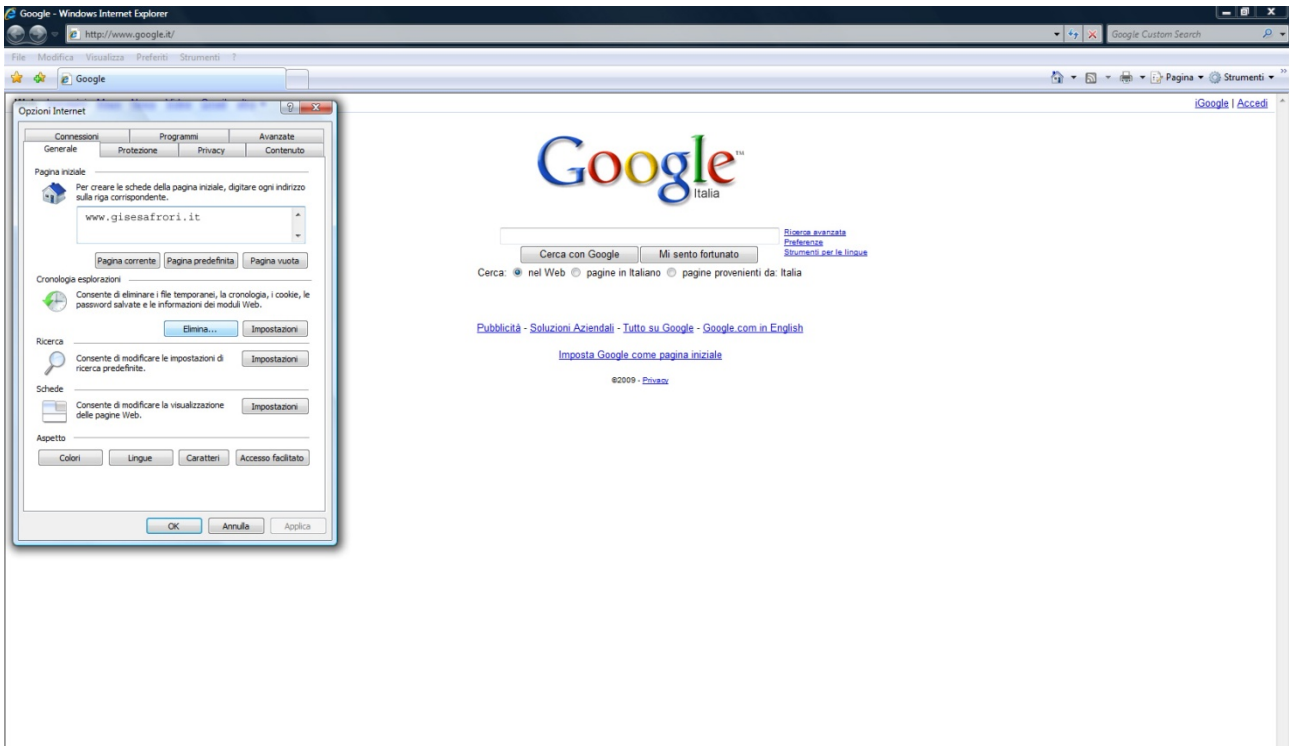 Google - Windows Internet Explorer
http://www.google.it/
Google Custom Search
File Modifica Visualizza Preferiti Strumenti ?
Google
Pagina Strumenti
iGoogle | Accedi
Opzioni Internet
Connessioni Programmi Avanzate
Generale Protezione Privacy Contenuto
Pagina iniziale
Per creare le schede della pagina iniziale, digitare ogni indirizzo
sulla riga corrispondente.
www.gisesafrori.it
Pagina corrente Pagina predefinita Pagina vuota
Cronologia esplorazioni
Consente di eliminare i file temporanei, la cronologia, i cookie, le
password salvate e le informazioni dei moduli Web.
Elimina... Impostazioni
Ricerca
Consente di modificare le impostazioni di
ricerca predefinite.
Impostazioni
Schede
Consente di modificare la visualizzazione
delle pagine Web.
Impostazioni
Aspetto
Colori Lingue Caratteri Accesso facilitato
OK Annulla Applica
Google™
Italia
Ricerca avanzata
Preferenze
Strumenti per le lingue
Cerca con Google Mi sento fortunato
Cerca: nel Web pagine in Italiano pagine provenienti da: Italia
Pubblicità - Soluzioni Aziendali - Tutto su Google - Google.com in English
Imposta Google come pagina iniziale
©2009 - Privacy